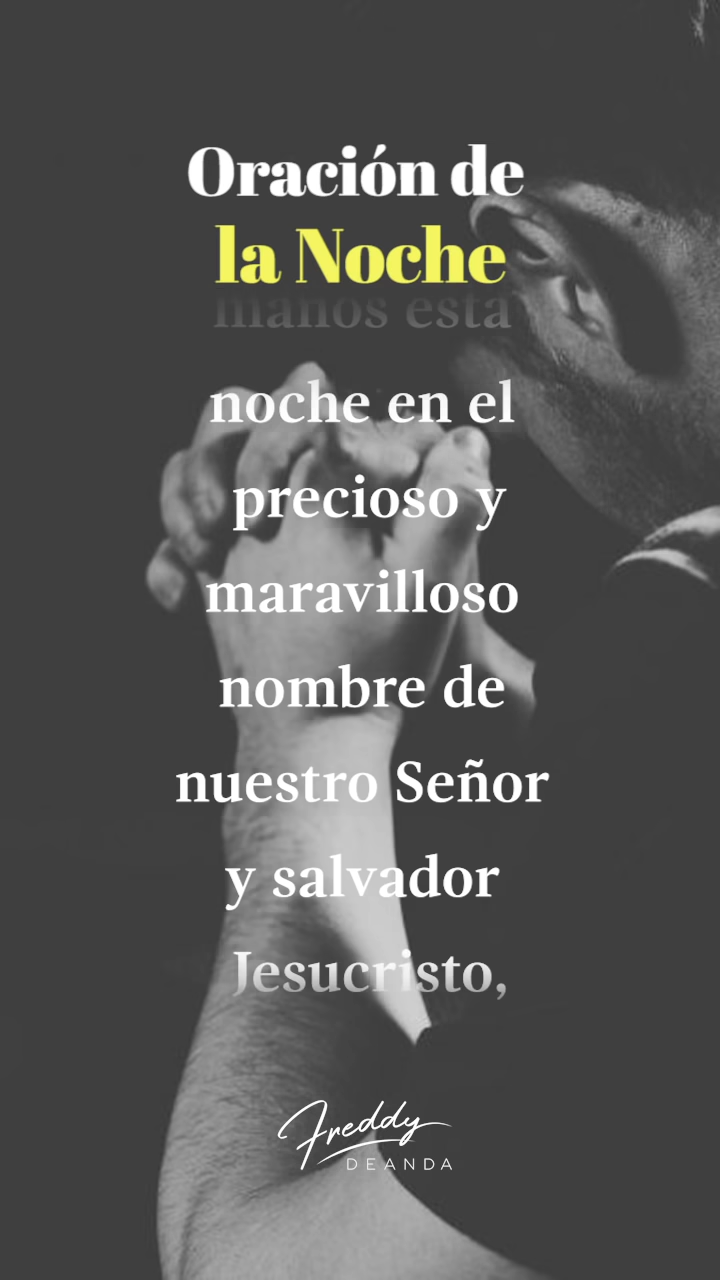 Oración de
la Noche
manos esta
noche en el
precioso y
maravilloso
nombre de
nuestro Señor
y salvador
Jesucristo,
Freddy
DEANDA